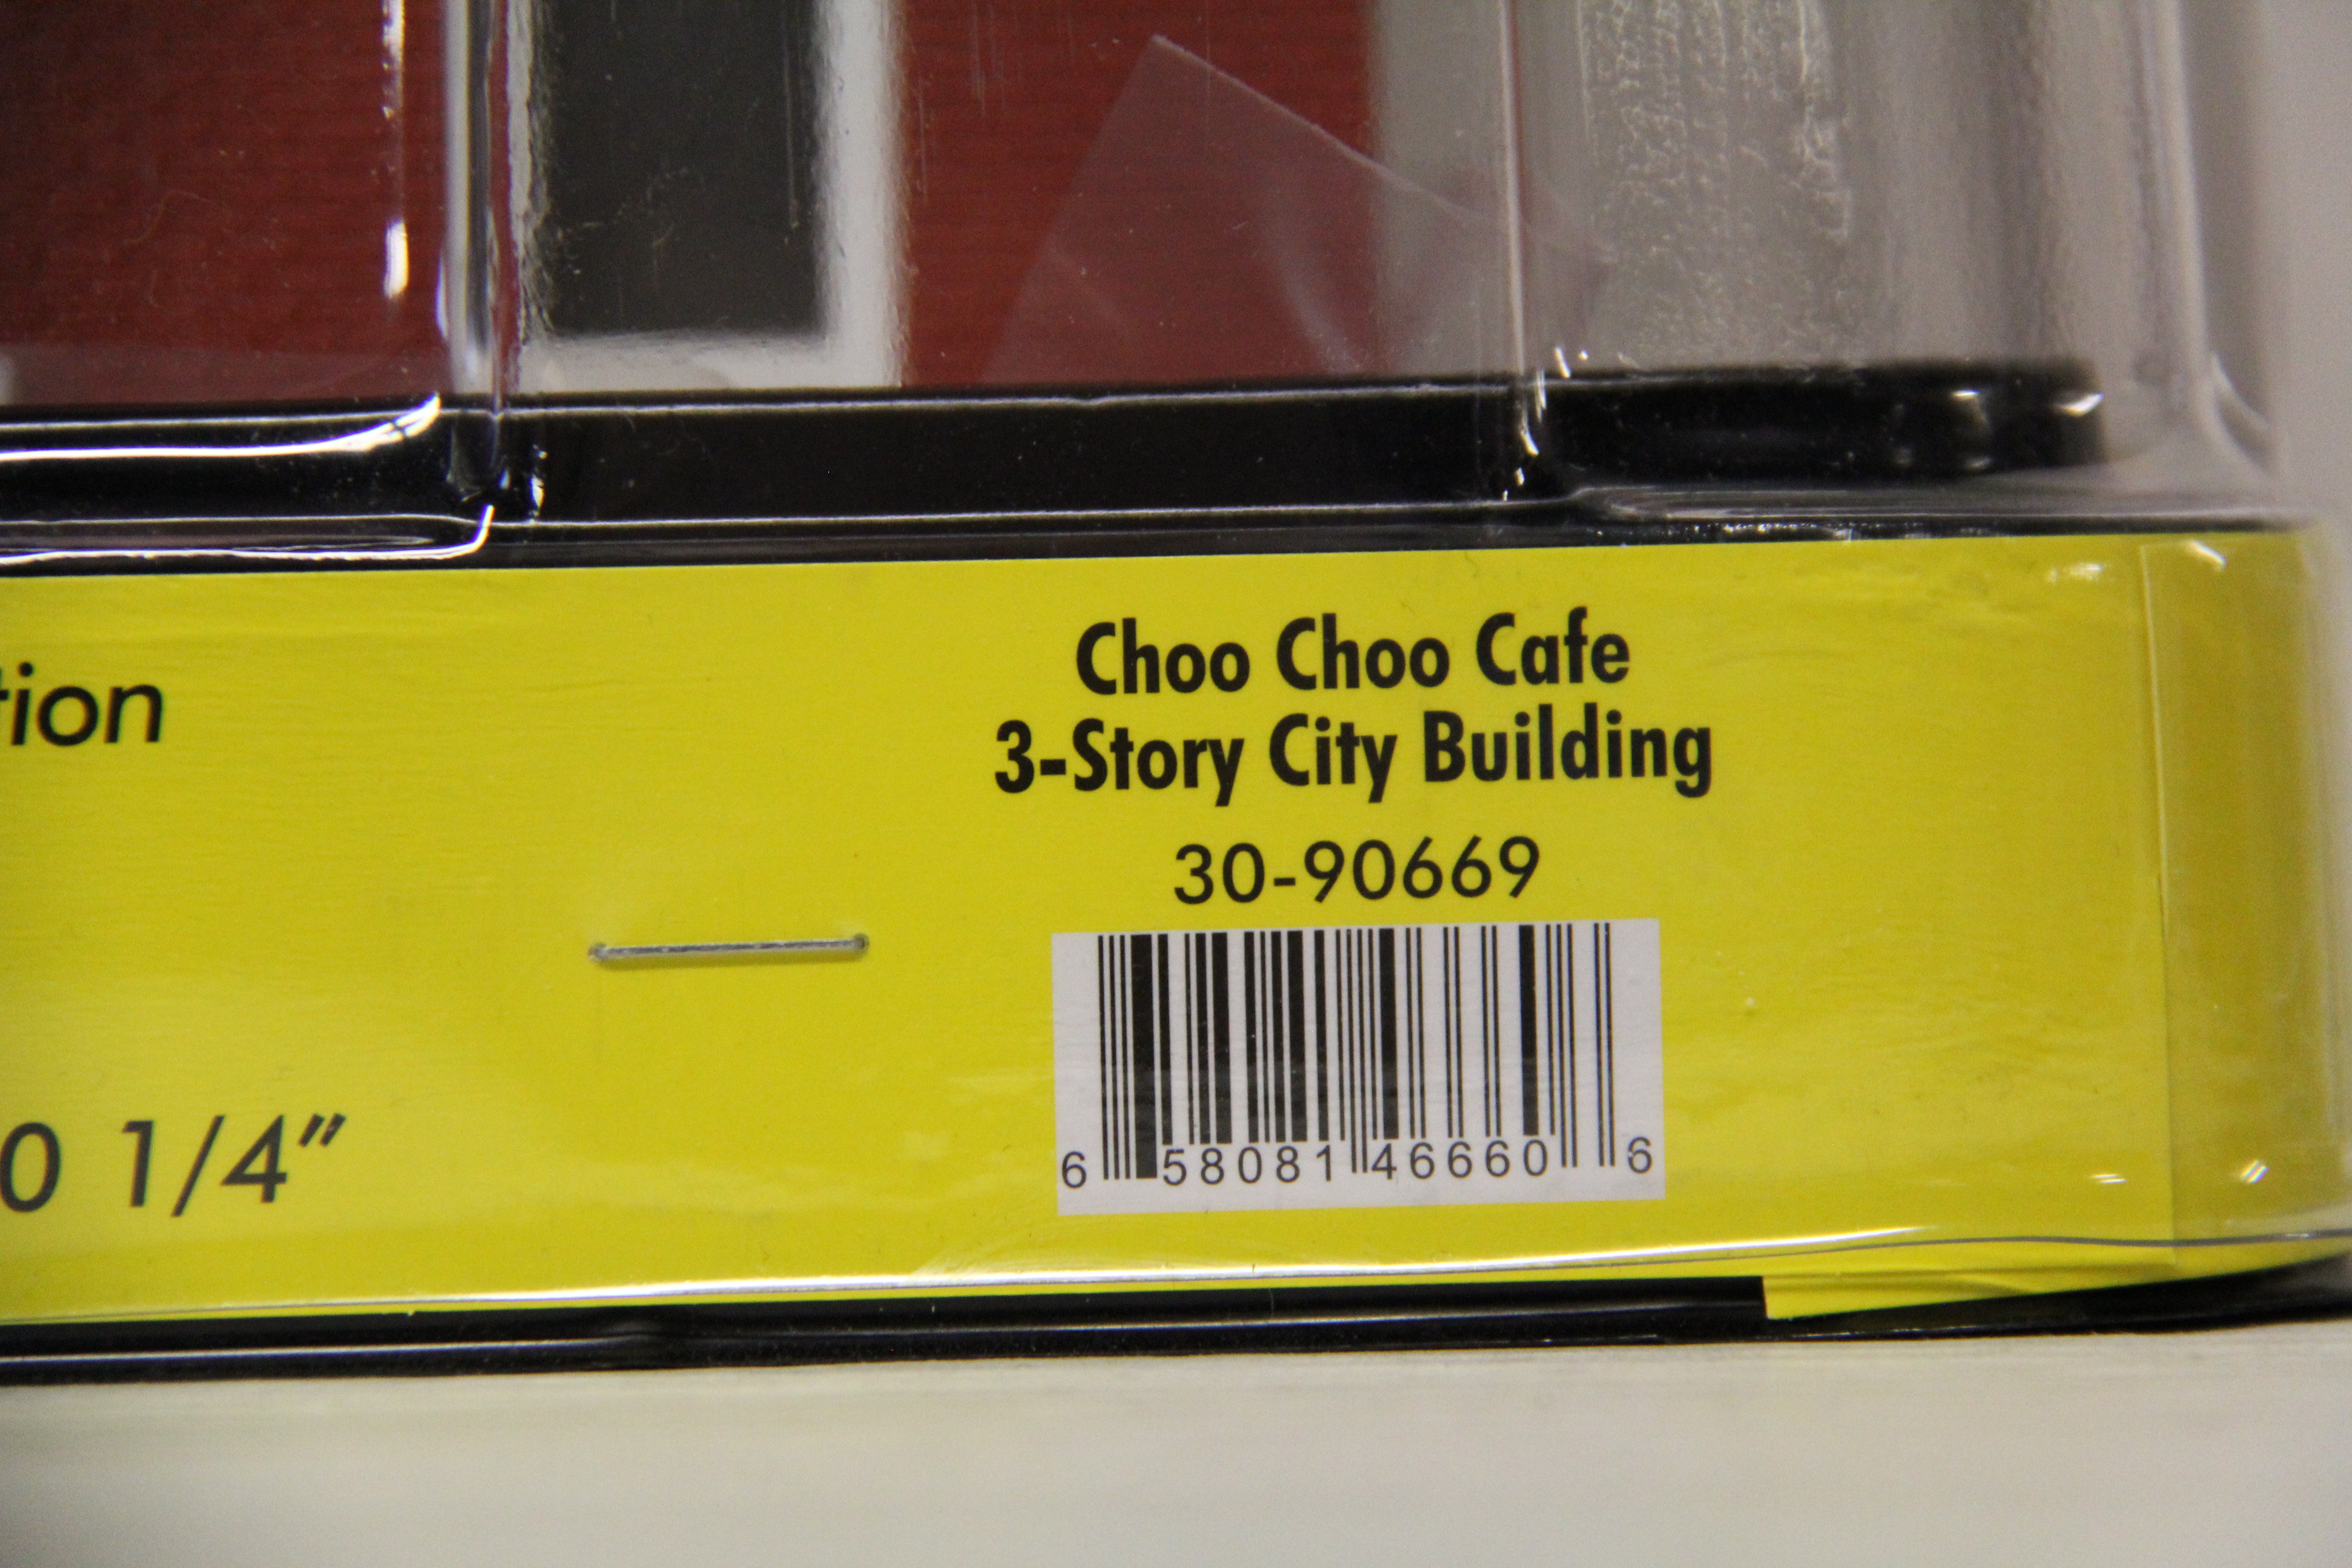 tion
Choo Choo Cafe
3-Story City Building
30-90669
0 1/4"
6 58081 46660 6